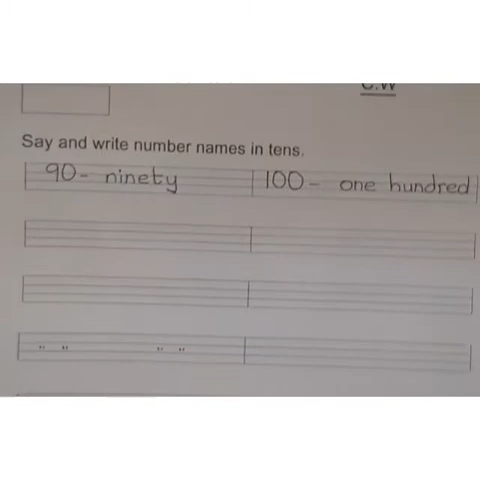 C.W
Say and write number names in tens.
90- ninety 100- one hundred
" " " "